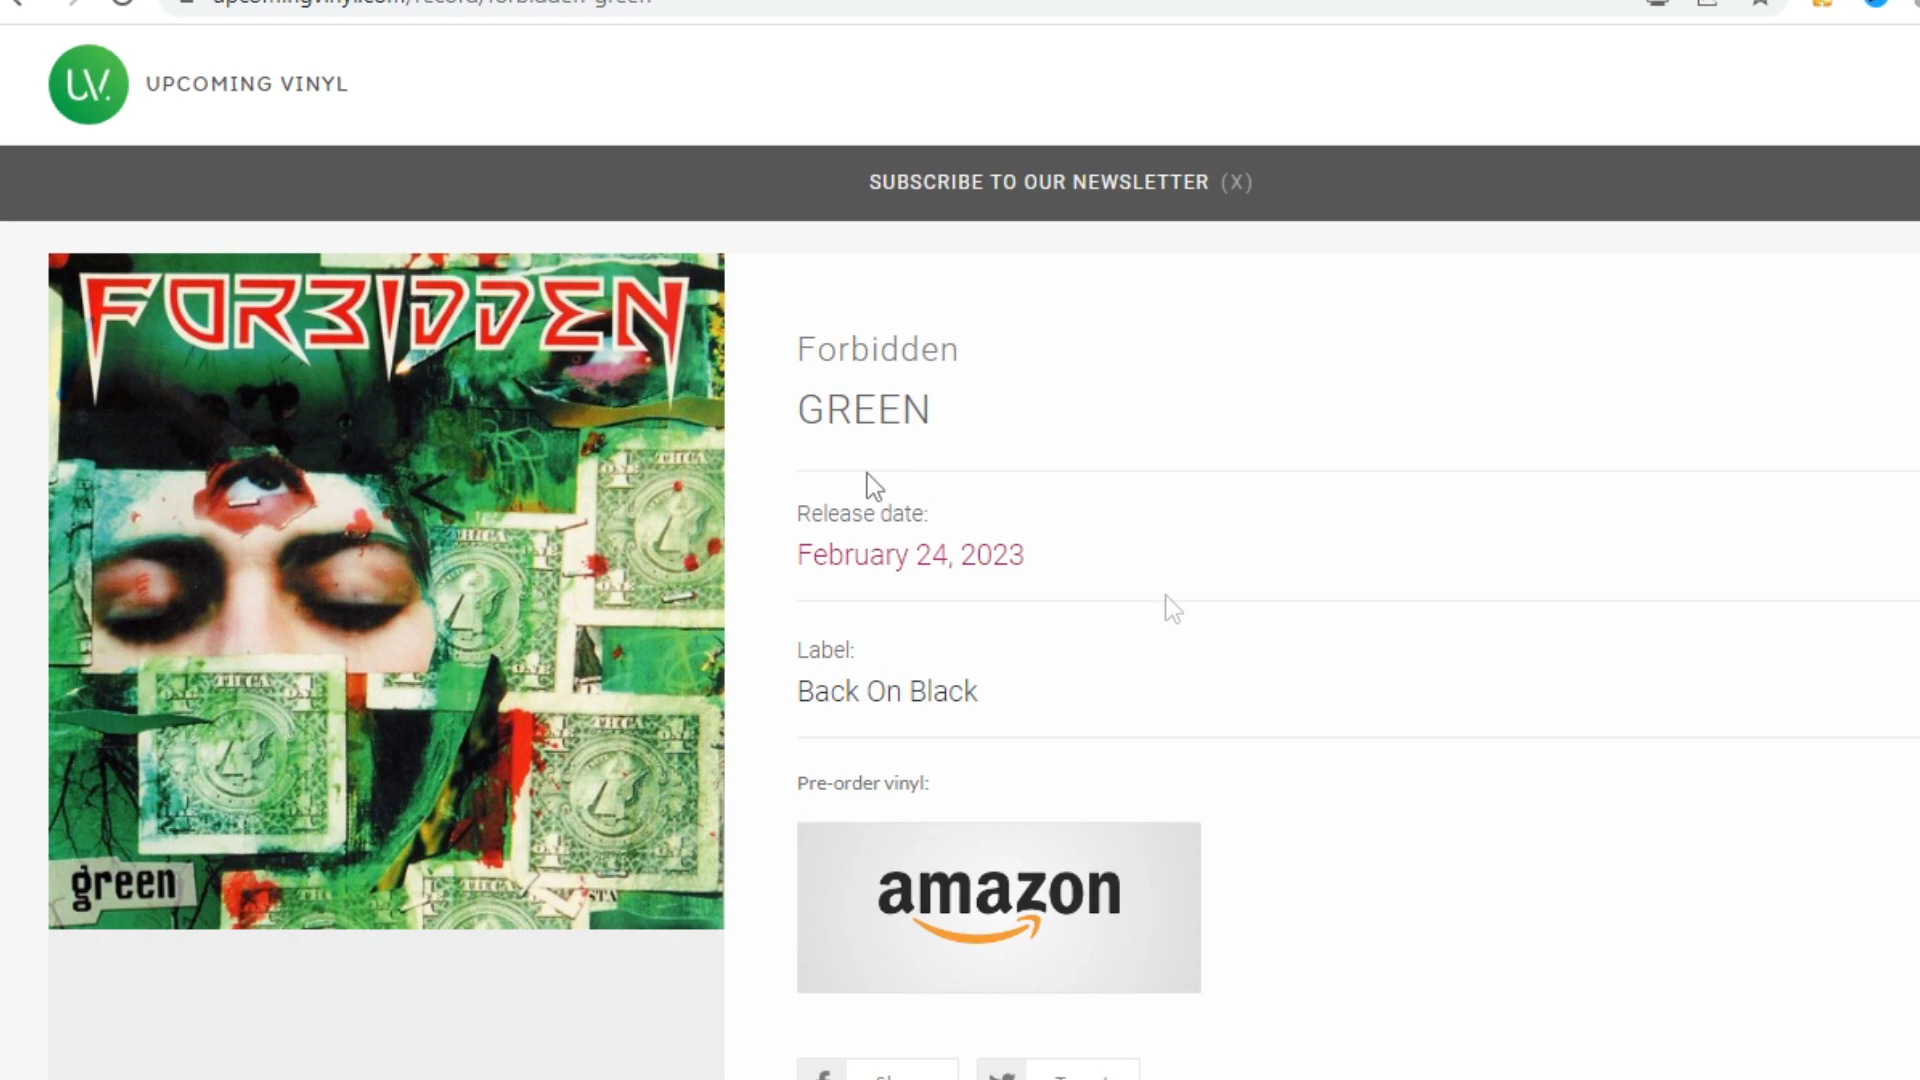 UV.
UPCOMING VINYL
SUBSCRIBE TO OUR NEWSLETTER (X)
FORBIDDEN
green
Forbidden
GREEN
Release date:
February 24, 2023
Label:
Back On Black
Pre-order vinyl:
amazon